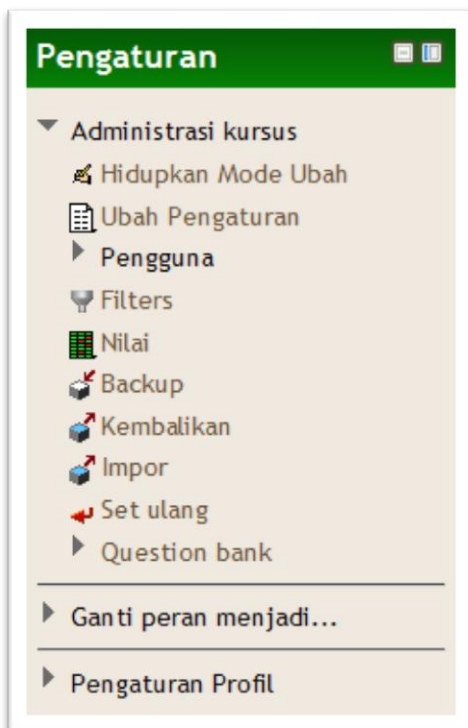 Pengaturan
Administrasi kursus
Hidupkan Mode Ubah
Ubah Pengaturan
Pengguna
Filters
Nilai
Backup
Kembalikan
Impor
Set ulang
Question bank
Ganti peran menjadi...
Pengaturan Profil